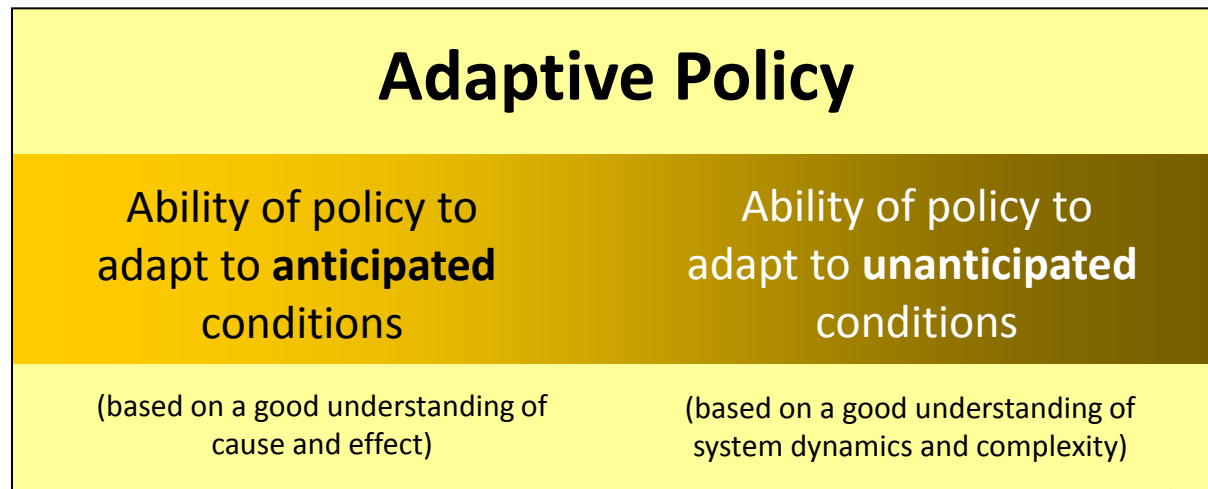 Adaptive Policy
Ability of policy to
adapt to anticipated
conditions
Ability of policy to
adapt to unanticipated
conditions
(based on a good understanding of
cause and effect)
(based on a good understanding of
system dynamics and complexity)